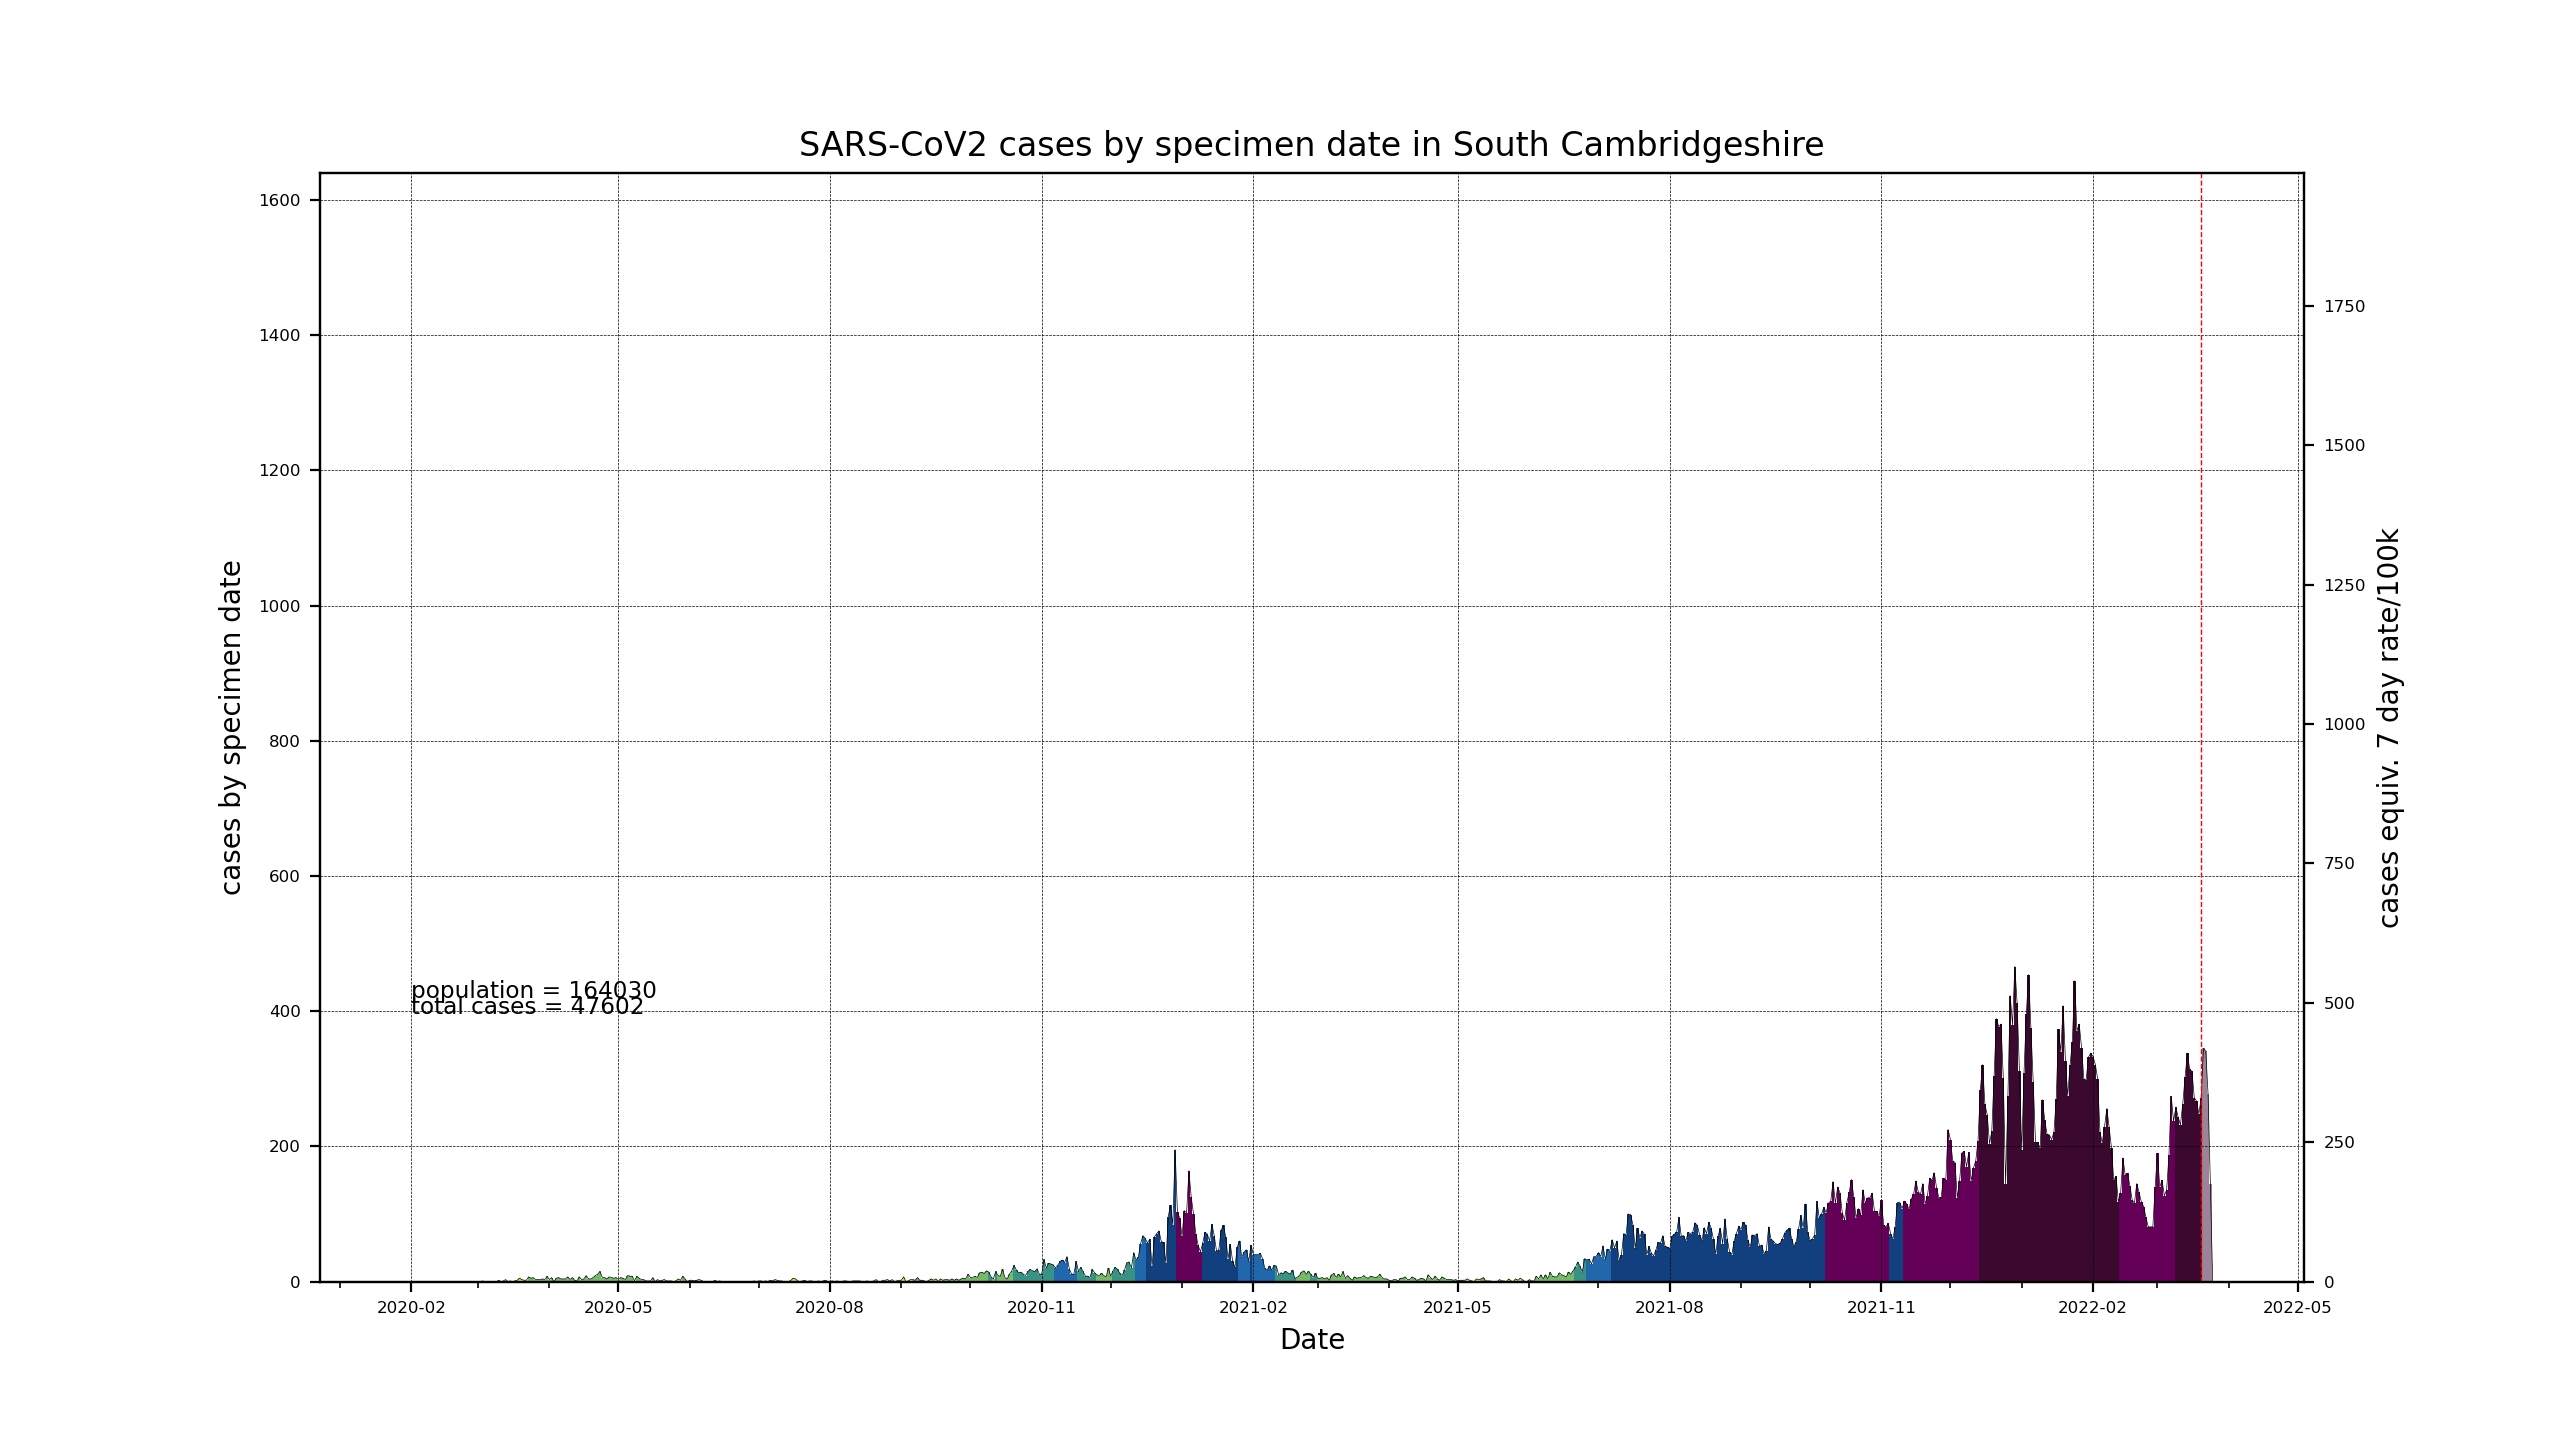 SARS-CoV2 cases by specimen date in South Cambridgeshire
1600
1400
1200
1000
800
600
400
200
0
cases by specimen date
population = 164030
total cases = 47602
1750
1500
1250
1000
750
500
250
0
cases equiv. 7 day rate/100k
2020-02 2020-05 2020-08 2020-11 2021-02 2021-05 2021-08 2021-11 2022-02 2022-05
Date